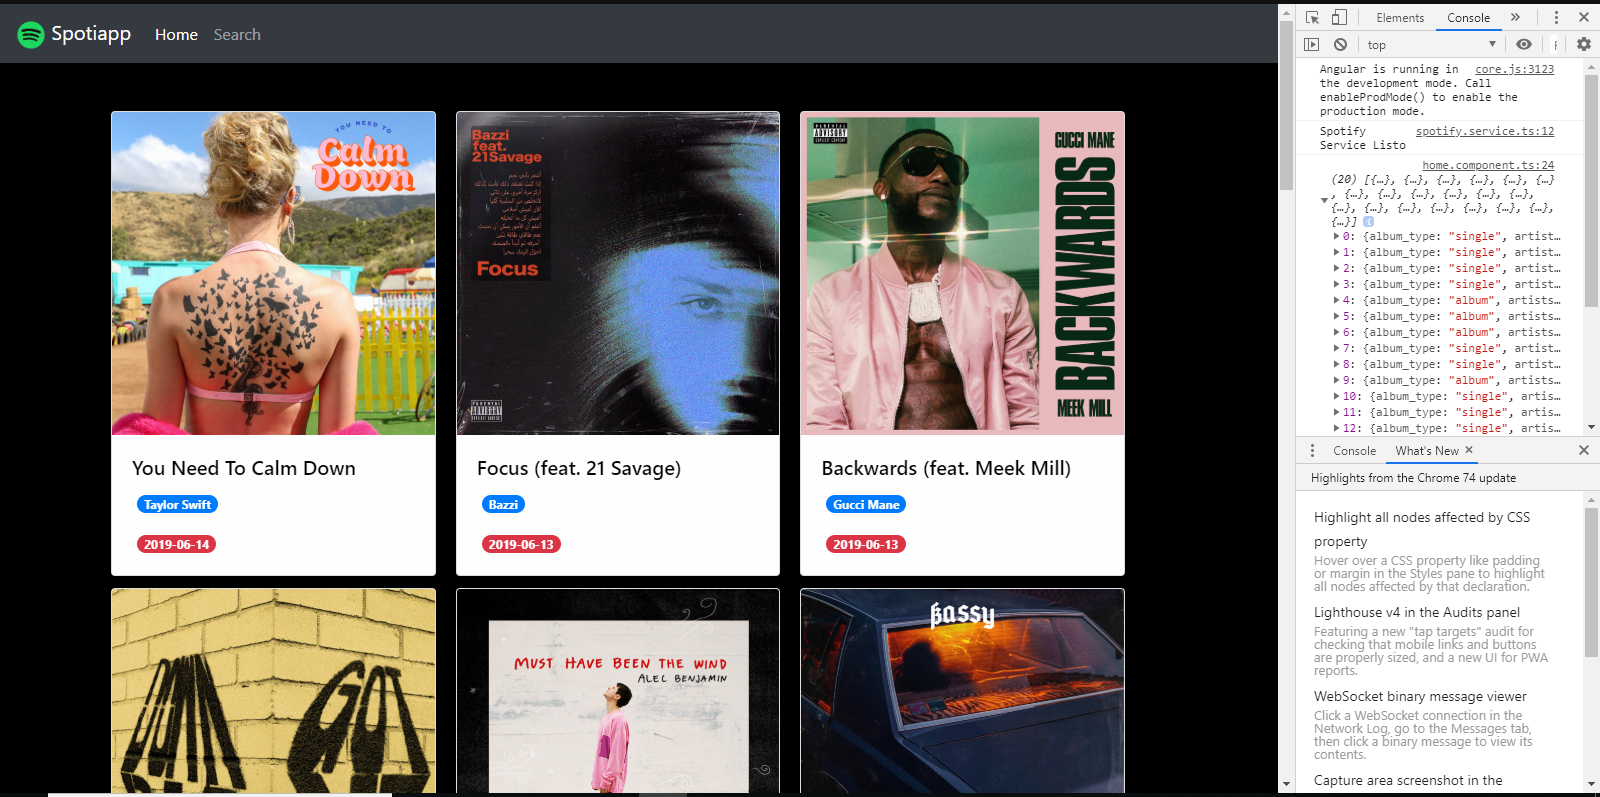 Spotiapp
Home
Search
YOU NEED TO
Calm
Down
You Need To Calm Down
Taylor Swift
2019-06-14
Bazzi
feat.
21Savage
Focus
PARENTAL
ADVISORY
EXPLICIT CONTENT
Focus (feat. 21 Savage)
Bazzi
2019-06-13
PARENTAL
ADVISORY
EXPLICIT CONTENT
GUCCI MANE
BACKWARDS
MEEK MILL
Backwards (feat. Meek Mill)
Gucci Mane
2019-06-13
DOWN
GOT
MUST HAVE BEEN THE WIND
ALEC BENJAMIN
Elements
Console
»
top
Angular is running in core.js:3123
the development mode. Call
enableProdMode() to enable the
production mode.
Spotify spotify.service.ts:12
Service Listo
home.component.ts:24
(20) [{…}, {…}, {…}, {…}, {…}, {…}
, {…}, {…}, {…}, {…}, {…}, {…},
{…}, {…}, {…}, {…}, {…}, {…}, {…},
{…}]
0: {album_type: "single", artist…
1: {album_type: "single", artist…
2: {album_type: "single", artist…
3: {album_type: "single", artist…
4: {album_type: "album", artists…
5: {album_type: "album", artists…
6: {album_type: "album", artists…
7: {album_type: "single", artist…
8: {album_type: "single", artist…
9: {album_type: "album", artists…
10: {album_type: "single", artis…
11: {album_type: "single", artis…
12: {album_type: "single", artis…
Console
What's New ×
Highlights from the Chrome 74 update
Highlight all nodes affected by CSS
property
Hover over a CSS property like padding
or margin in the Styles pane to highlight
all nodes affected by that declaration.
Lighthouse v4 in the Audits panel
Featuring a new "tap targets" audit for
checking that mobile links and buttons
are properly sized, and a new UI for PWA
reports.
WebSocket binary message viewer
Click a WebSocket connection in the
Network Log, go to the Messages tab,
then click a binary message to view its
contents.
Capture area screenshot in the